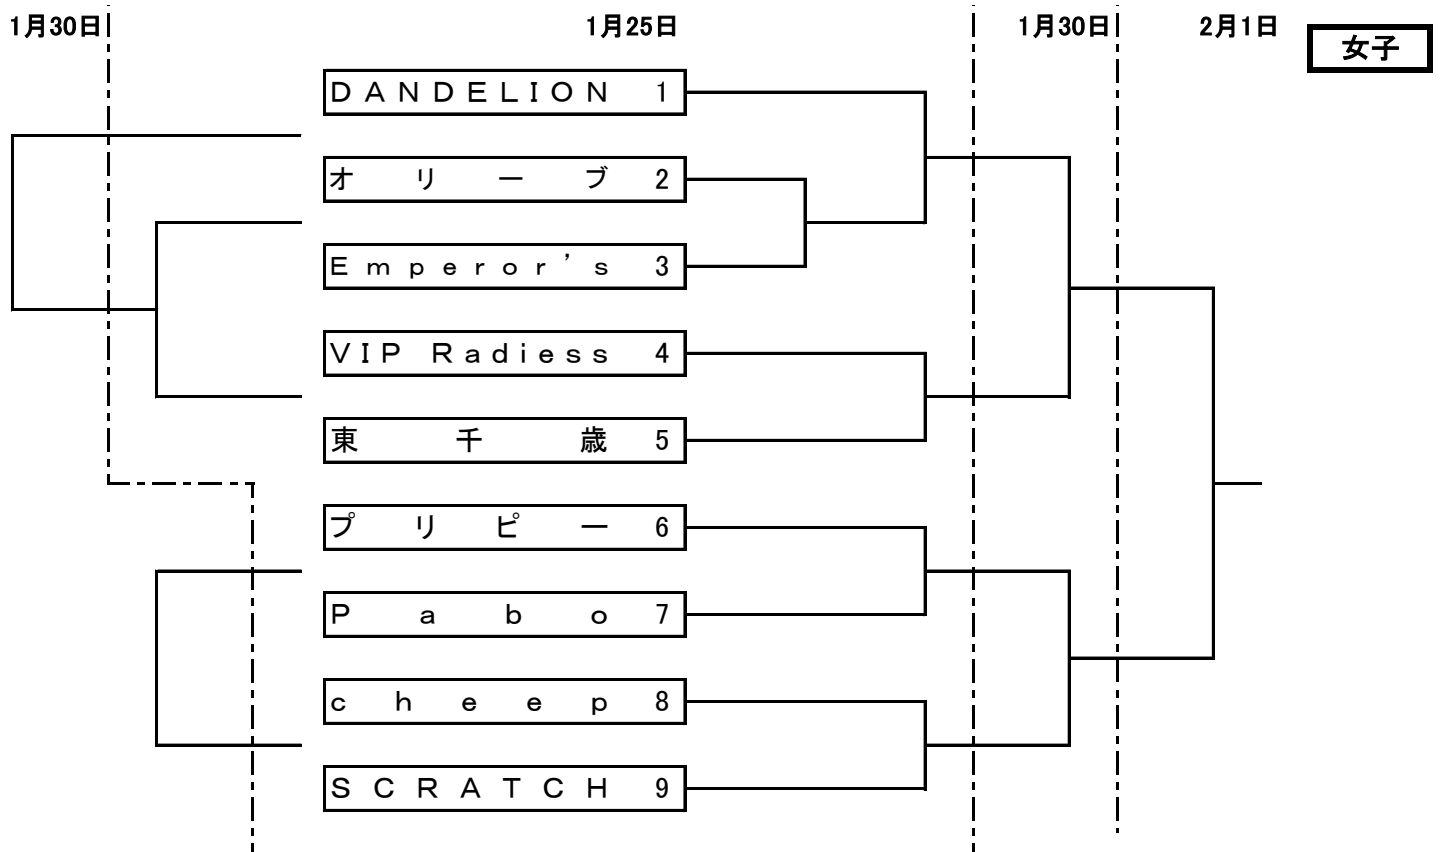 1月30日 1月25日 1月30日 2月1日 女子
DANDELION 1
オリーブ 2
Emperor's 3
VIP Radiess 4
東千歳 5
プリピー 6
Pabo 7
cheep 8
SCRATCH 9